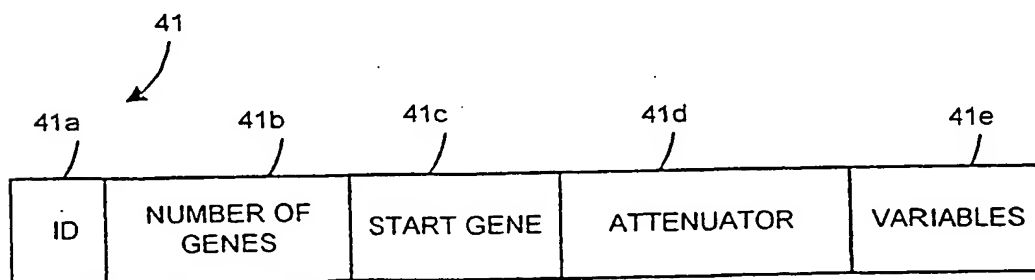 41
41a 41b 41c 41d 41e
ID NUMBER OF GENES START GENE ATTENUATOR VARIABLES